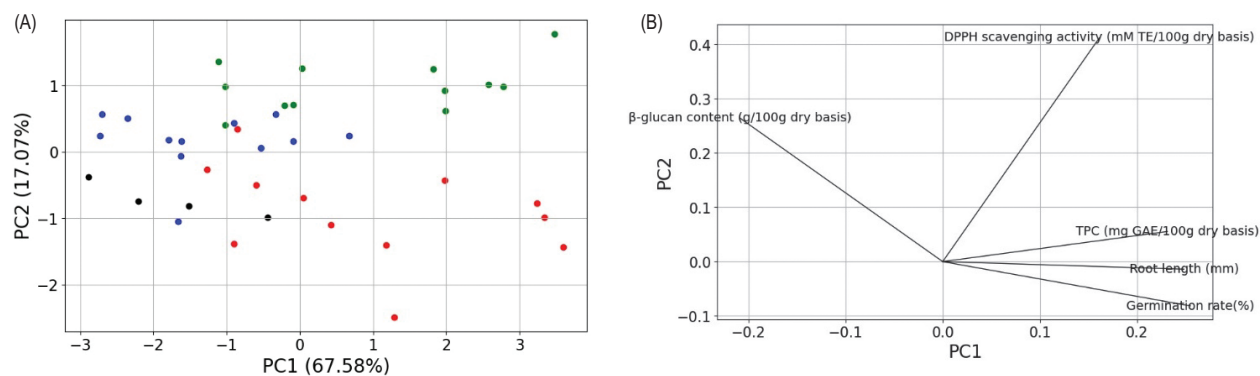 (A)
1
0
−1
−2
PC2 (17.07%)
−3
−2
−1
0
1
2
3
PC1 (67.58%)
(B)
0.4
0.3
0.2
0.1
0.0
−0.1
PC2
DPPH scavenging activity (mM TE/100g dry basis)
β-glucan content (g/100g dry basis)
TPC (mg GAE/100g dry basis)
Root length (mm)
Germination rate(%)
−0.2
−0.1
0.0
0.1
0.2
PC1